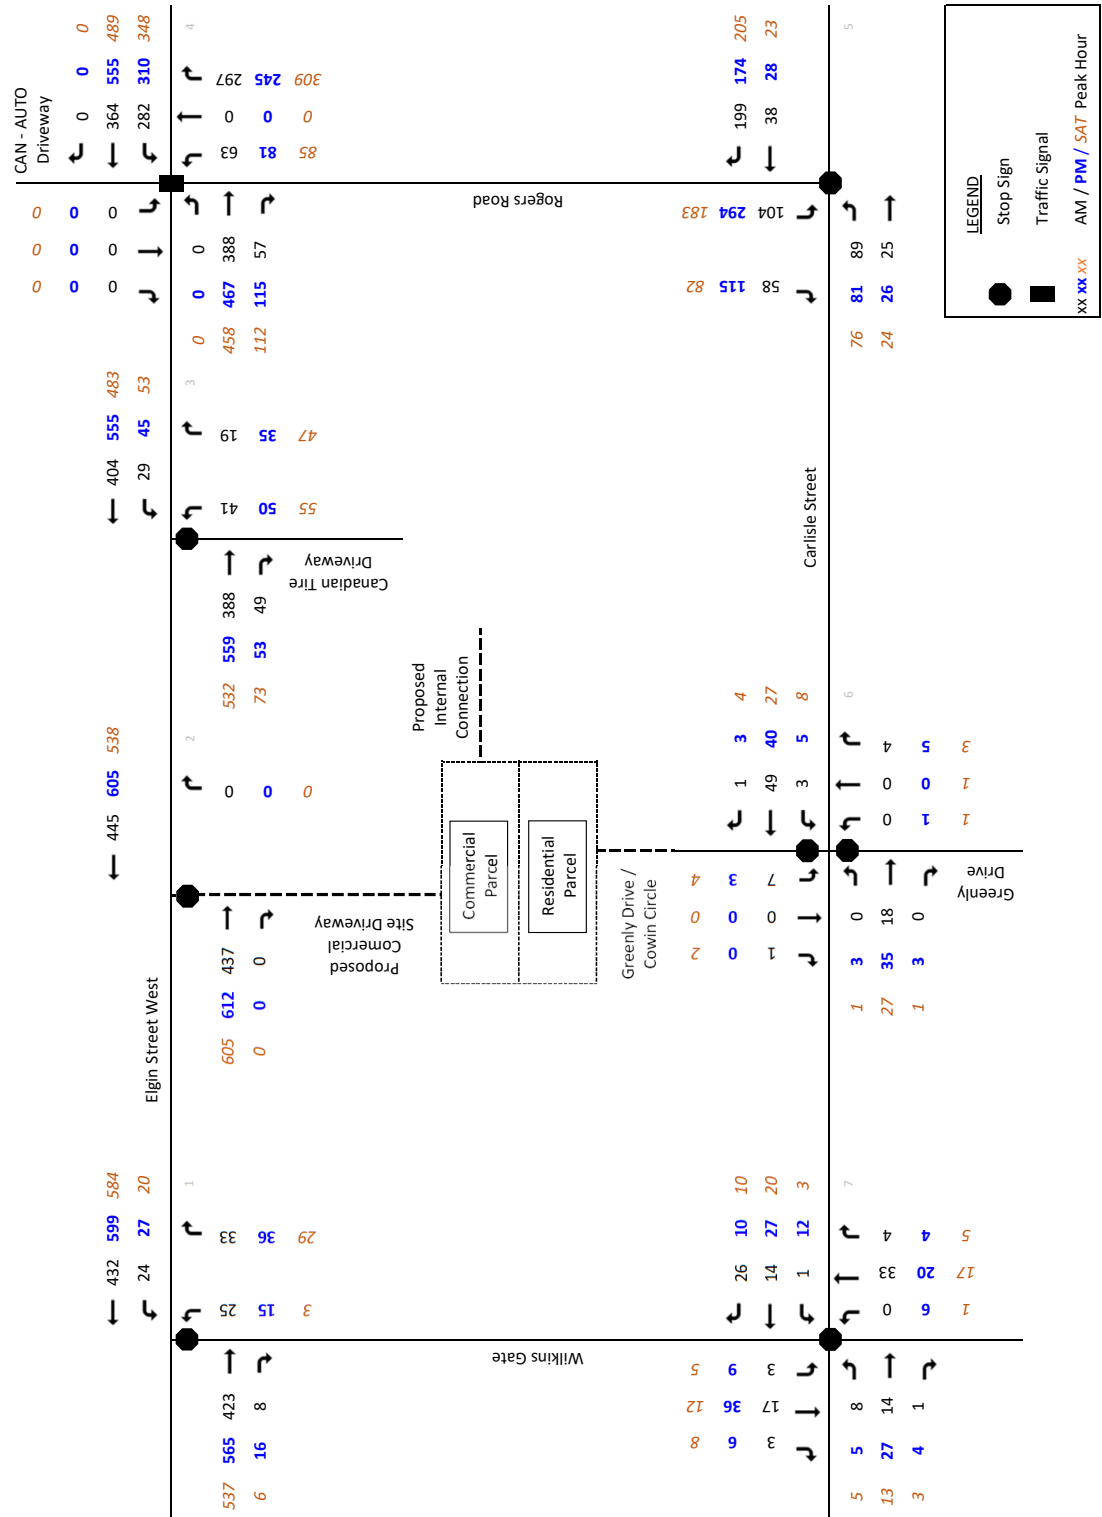 CAN - AUTO
Driveway
0 0 0
364 555 489
282 310 348
4
297 245 309
0 0 0
63 81 85
0 0 0
0 0 0
0 0 0
0 0 0
388 467 458
57 115 112
Rogers Road
404 555 483
29 45 53
3
19 35 47
41 50 55
388 559 532
49 53 73
Canadian Tire
Driveway
445 605 538
2
0 0 0
437 612 605
0 0 0
Proposed
Comercial
Site Driveway
Elgin Street West
432 599 584
24 27 20
1
33 36 29
25 15 3
423 565 537
8 16 6
Wilkins Gate
Proposed
Internal
Connection
Commercial
Parcel
Residential
Parcel
Greenly Drive /
Cowin Circle
199 174 205
38 28 23
5
104 294 183
58 115 82
89 81 76
25 26 24
Carlisle Street
1 3 4
49 40 27
3 5 8
6
4 5 3
0 0 1
0 1 1
7 3 4
0 0 0
1 0 2
0 3 1
18 35 27
0 3 1
Greenly
Drive
26 10 10
14 27 20
1 12 3
7
4 4 5
33 20 17
0 6 1
3 9 5
17 36 12
3 6 8
8 5 5
14 27 13
1 4 3
LEGEND
Stop Sign
Traffic Signal
xx xx xx AM / PM / SAT Peak Hour